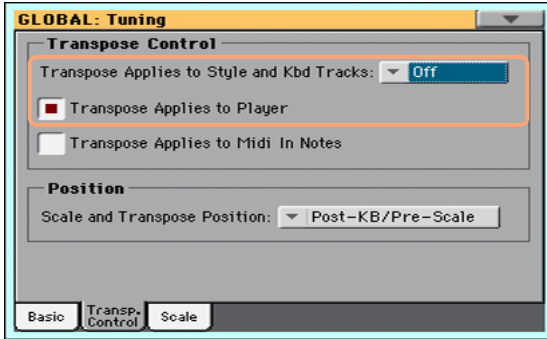 GLOBAL: Tuning
Transpose Control
Transpose Applies to Style and Kbd Tracks: Off
Transpose Applies to Player
Transpose Applies to Midi In Notes
Position
Scale and Transpose Position: Post-KB/Pre-Scale
Basic Transp. Control Scale